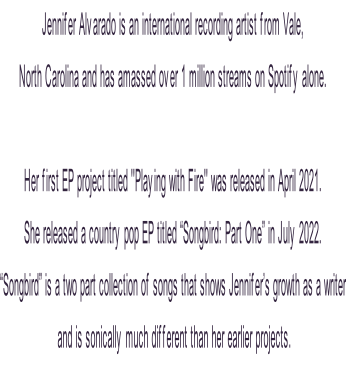 Jennifer Alvarado is an international recording artist from Vale,
North Carolina and has amassed over 1 million streams on Spotify alone.
Her first EP project titled "Playing with Fire" was released in April 2021.
She released a country pop EP titled “Songbird: Part One” in July 2022.
“Songbird” is a two part collection of songs that shows Jennifer’s growth as a writer
and is sonically much different than her earlier projects.